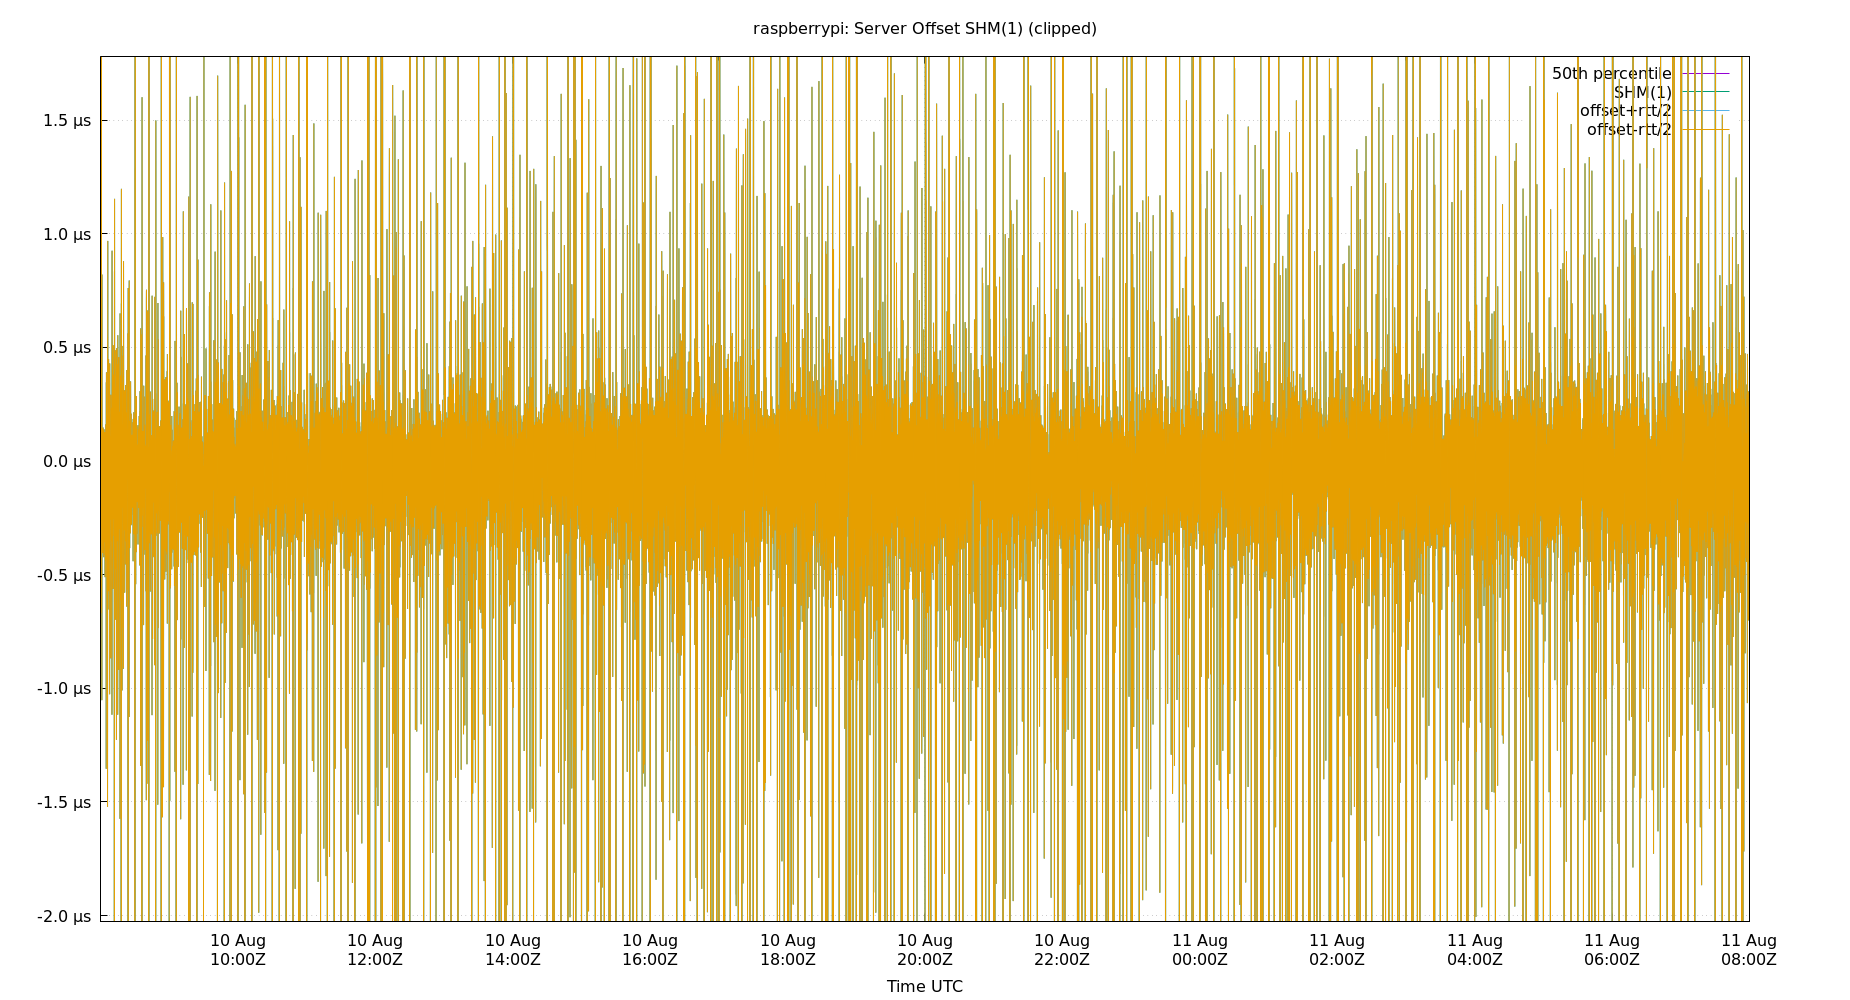 raspberrypi: Server Offset SHM(1) (clipped)
50th percentile
SHM(1)
offset+rtt/2
offset-rtt/2
1.5 µs
1.0 µs
0.5 µs
0.0 µs
-0.5 µs
-1.0 µs
-1.5 µs
-2.0 µs
10 Aug 10 Aug 10 Aug 10 Aug 10 Aug 10 Aug 10 Aug 11 Aug 11 Aug 11 Aug 11 Aug 11 Aug
10:00Z 12:00Z 14:00Z 16:00Z 18:00Z 20:00Z 22:00Z 00:00Z 02:00Z 04:00Z 06:00Z 08:00Z
Time UTC